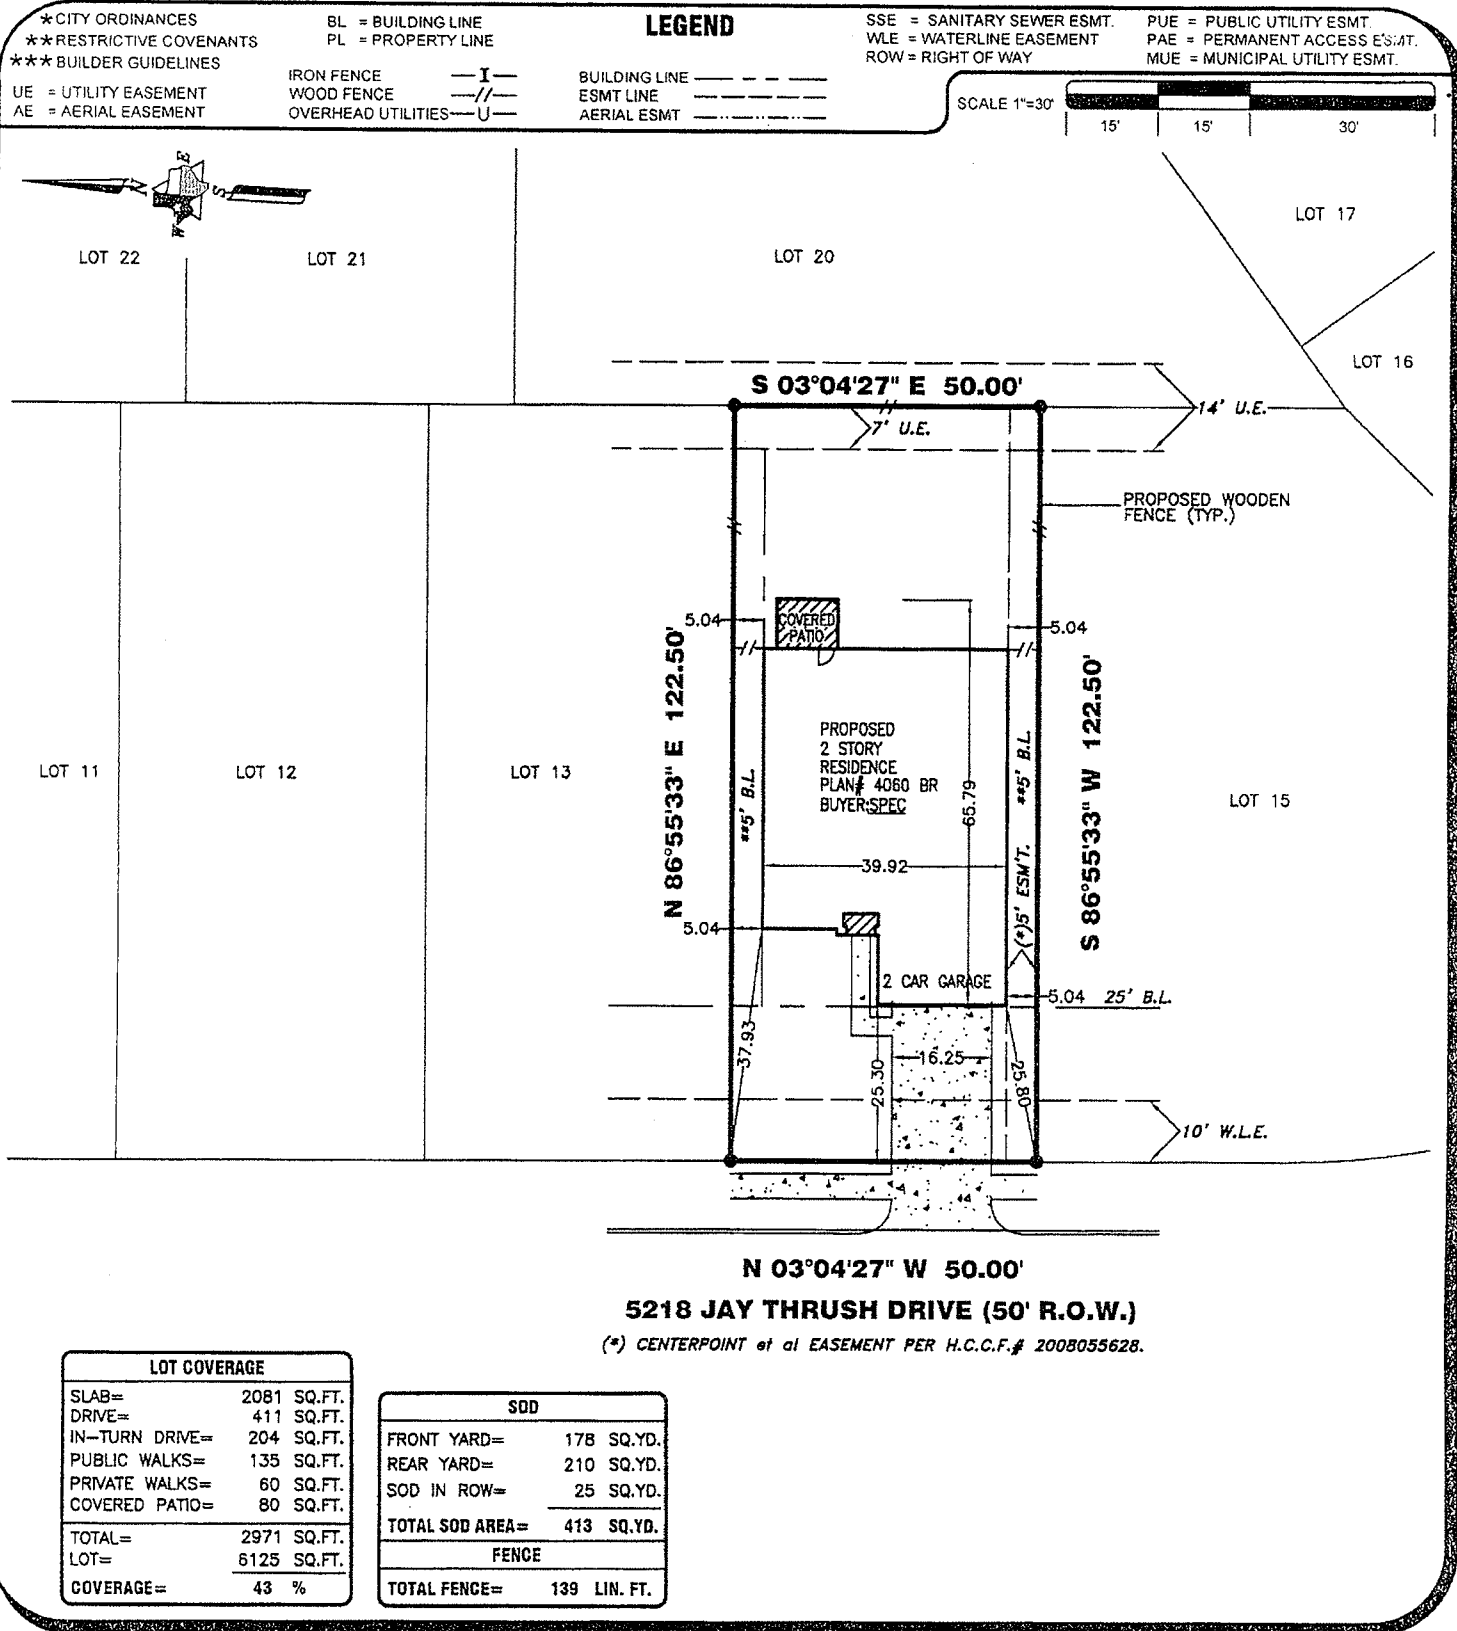 *CITY ORDINANCES
**RESTRICTIVE COVENANTS
***BUILDER GUIDELINES
UE = UTILITY EASEMENT
AE = AERIAL EASEMENT
BL = BUILDING LINE
PL = PROPERTY LINE
IRON FENCE —I—
WOOD FENCE —//—
OVERHEAD UTILITIES —U—
LEGEND
BUILDING LINE
ESMT LINE
AERIAL ESMT
SSE = SANITARY SEWER ESMT.
WLE = WATERLINE EASEMENT
ROW = RIGHT OF WAY
PUE = PUBLIC UTILITY ESMT.
PAE = PERMANENT ACCESS ESMT.
MUE = MUNICIPAL UTILITY ESMT.
SCALE 1"=30'
15' 15' 30'
N E S W
LOT 22
LOT 21
LOT 20
LOT 17
LOT 16
S 03°04'27" E 50.00'
7' U.E.
14' U.E.
PROPOSED WOODEN
FENCE (TYP.)
5.04
COVERED
PATIO
5.04
N 86°55'33" E 122.50'
S 86°55'33" W 122.50'
PROPOSED
2 STORY
RESIDENCE
PLAN# 4060 BR
BUYER:SPEC
65.79
**5' B.L.
**5' B.L.
(*)5' ESM'T.
LOT 11
LOT 12
LOT 13
LOT 15
39.92
5.04
2 CAR GARAGE
5.04 25' B.L.
37.93
25.30
16.25
25.80
10' W.L.E.
N 03°04'27" W 50.00'
5218 JAY THRUSH DRIVE (50' R.O.W.)
(*) CENTERPOINT et al EASEMENT PER H.C.C.F.# 2008055628.
LOT COVERAGE
SLAB= 2081 SQ.FT.
DRIVE= 411 SQ.FT.
IN-TURN DRIVE= 204 SQ.FT.
PUBLIC WALKS= 135 SQ.FT.
PRIVATE WALKS= 60 SQ.FT.
COVERED PATIO= 80 SQ.FT.
TOTAL= 2971 SQ.FT.
LOT= 6125 SQ.FT.
COVERAGE= 43 %
SOD
FRONT YARD= 178 SQ.YD.
REAR YARD= 210 SQ.YD.
SOD IN ROW= 25 SQ.YD.
TOTAL SOD AREA= 413 SQ.YD.
FENCE
TOTAL FENCE= 139 LIN. FT.